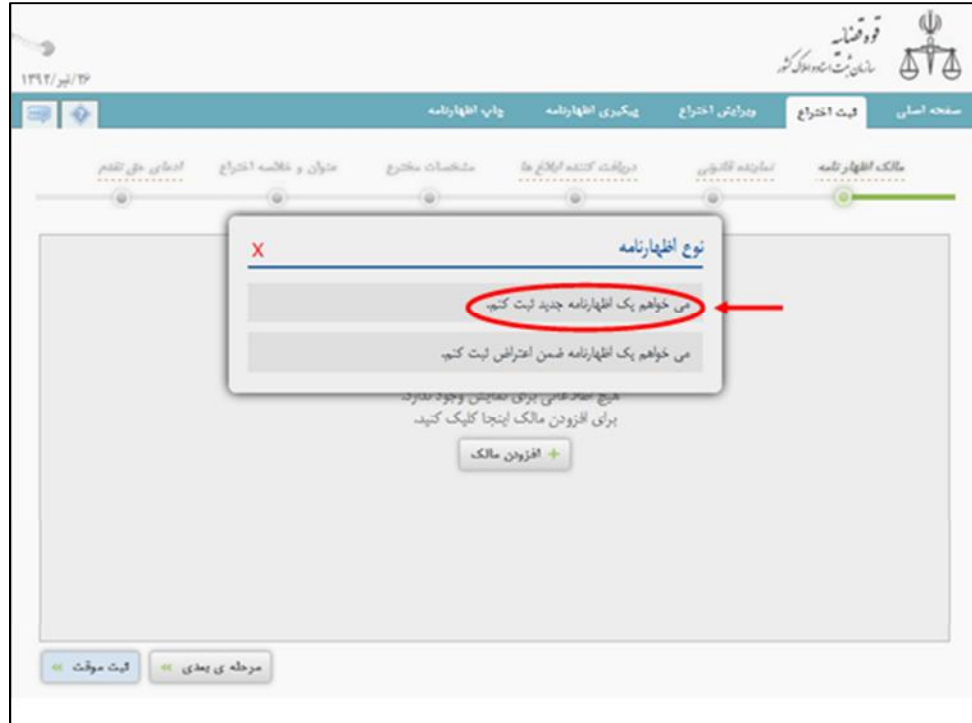 قوه قضائیه
سازمان ثبت اسناد و املاک کشور
۲۶/تیر/۱۳۹۲
صفحه اصلی ثبت اختراع ویرایش اختراع پیگیری اظهارنامه چاپ اظهارنامه
مالک اظهارنامه نماینده قانونی دریافت کننده ابلاغ ها مشخصات مخترع عنوان و خلاصه اختراع ادعای حق تقدم
نوع اظهارنامه X
می خواهم یک اظهارنامه جدید ثبت کنم.
می خواهم یک اظهارنامه ضمن اعتراض ثبت کنم.
هیچ اطلاعاتی برای نمایش وجود ندارد.
برای افزودن مالک اینجا کلیک کنید.
+ افزودن مالک
مرحله ی بعدی » ثبت موقت »